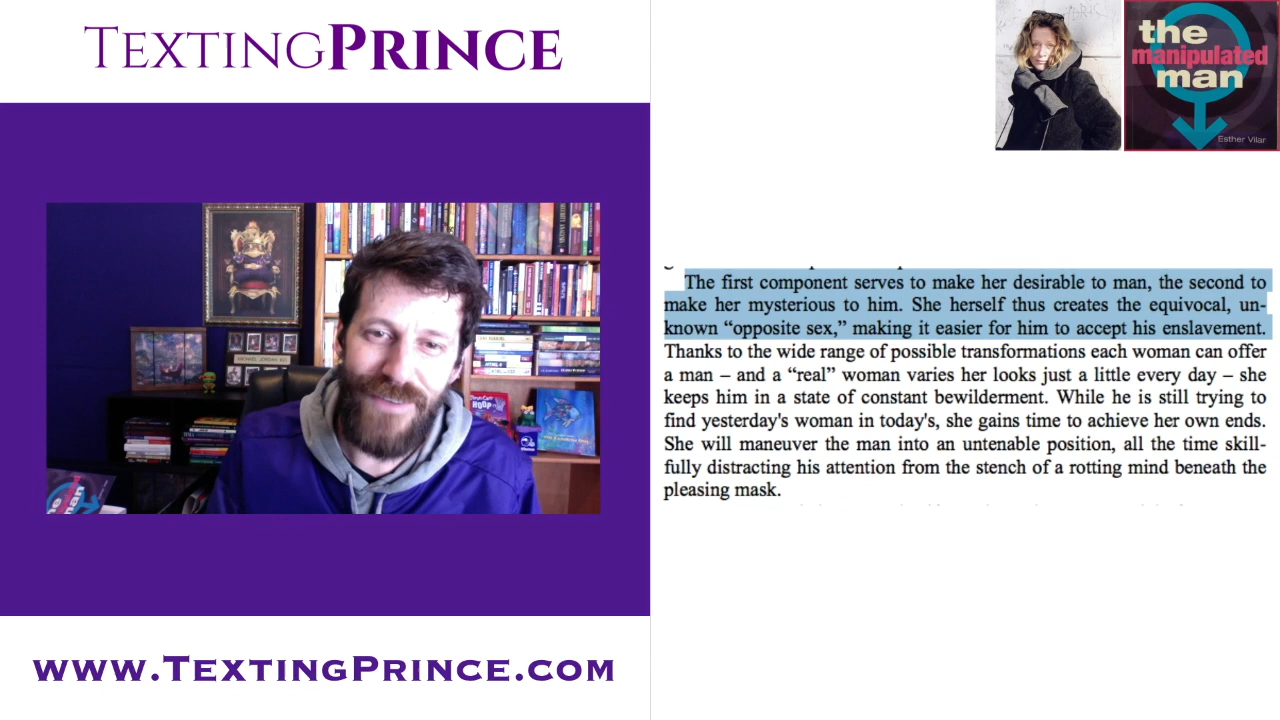 TEXTINGPRINCE
www.TextingPrince.com
the
manipulated
man
Esther Vilar
MICHAEL JORDAN
The first component serves to make her desirable to man, the second to
make her mysterious to him. She herself thus creates the equivocal, un-
known “opposite sex,” making it easier for him to accept his enslavement.
Thanks to the wide range of possible transformations each woman can offer
a man – and a “real” woman varies her looks just a little every day – she
keeps him in a state of constant bewilderment. While he is still trying to
find yesterday's woman in today's, she gains time to achieve her own ends.
She will maneuver the man into an untenable position, all the time skill-
fully distracting his attention from the stench of a rotting mind beneath the
pleasing mask.